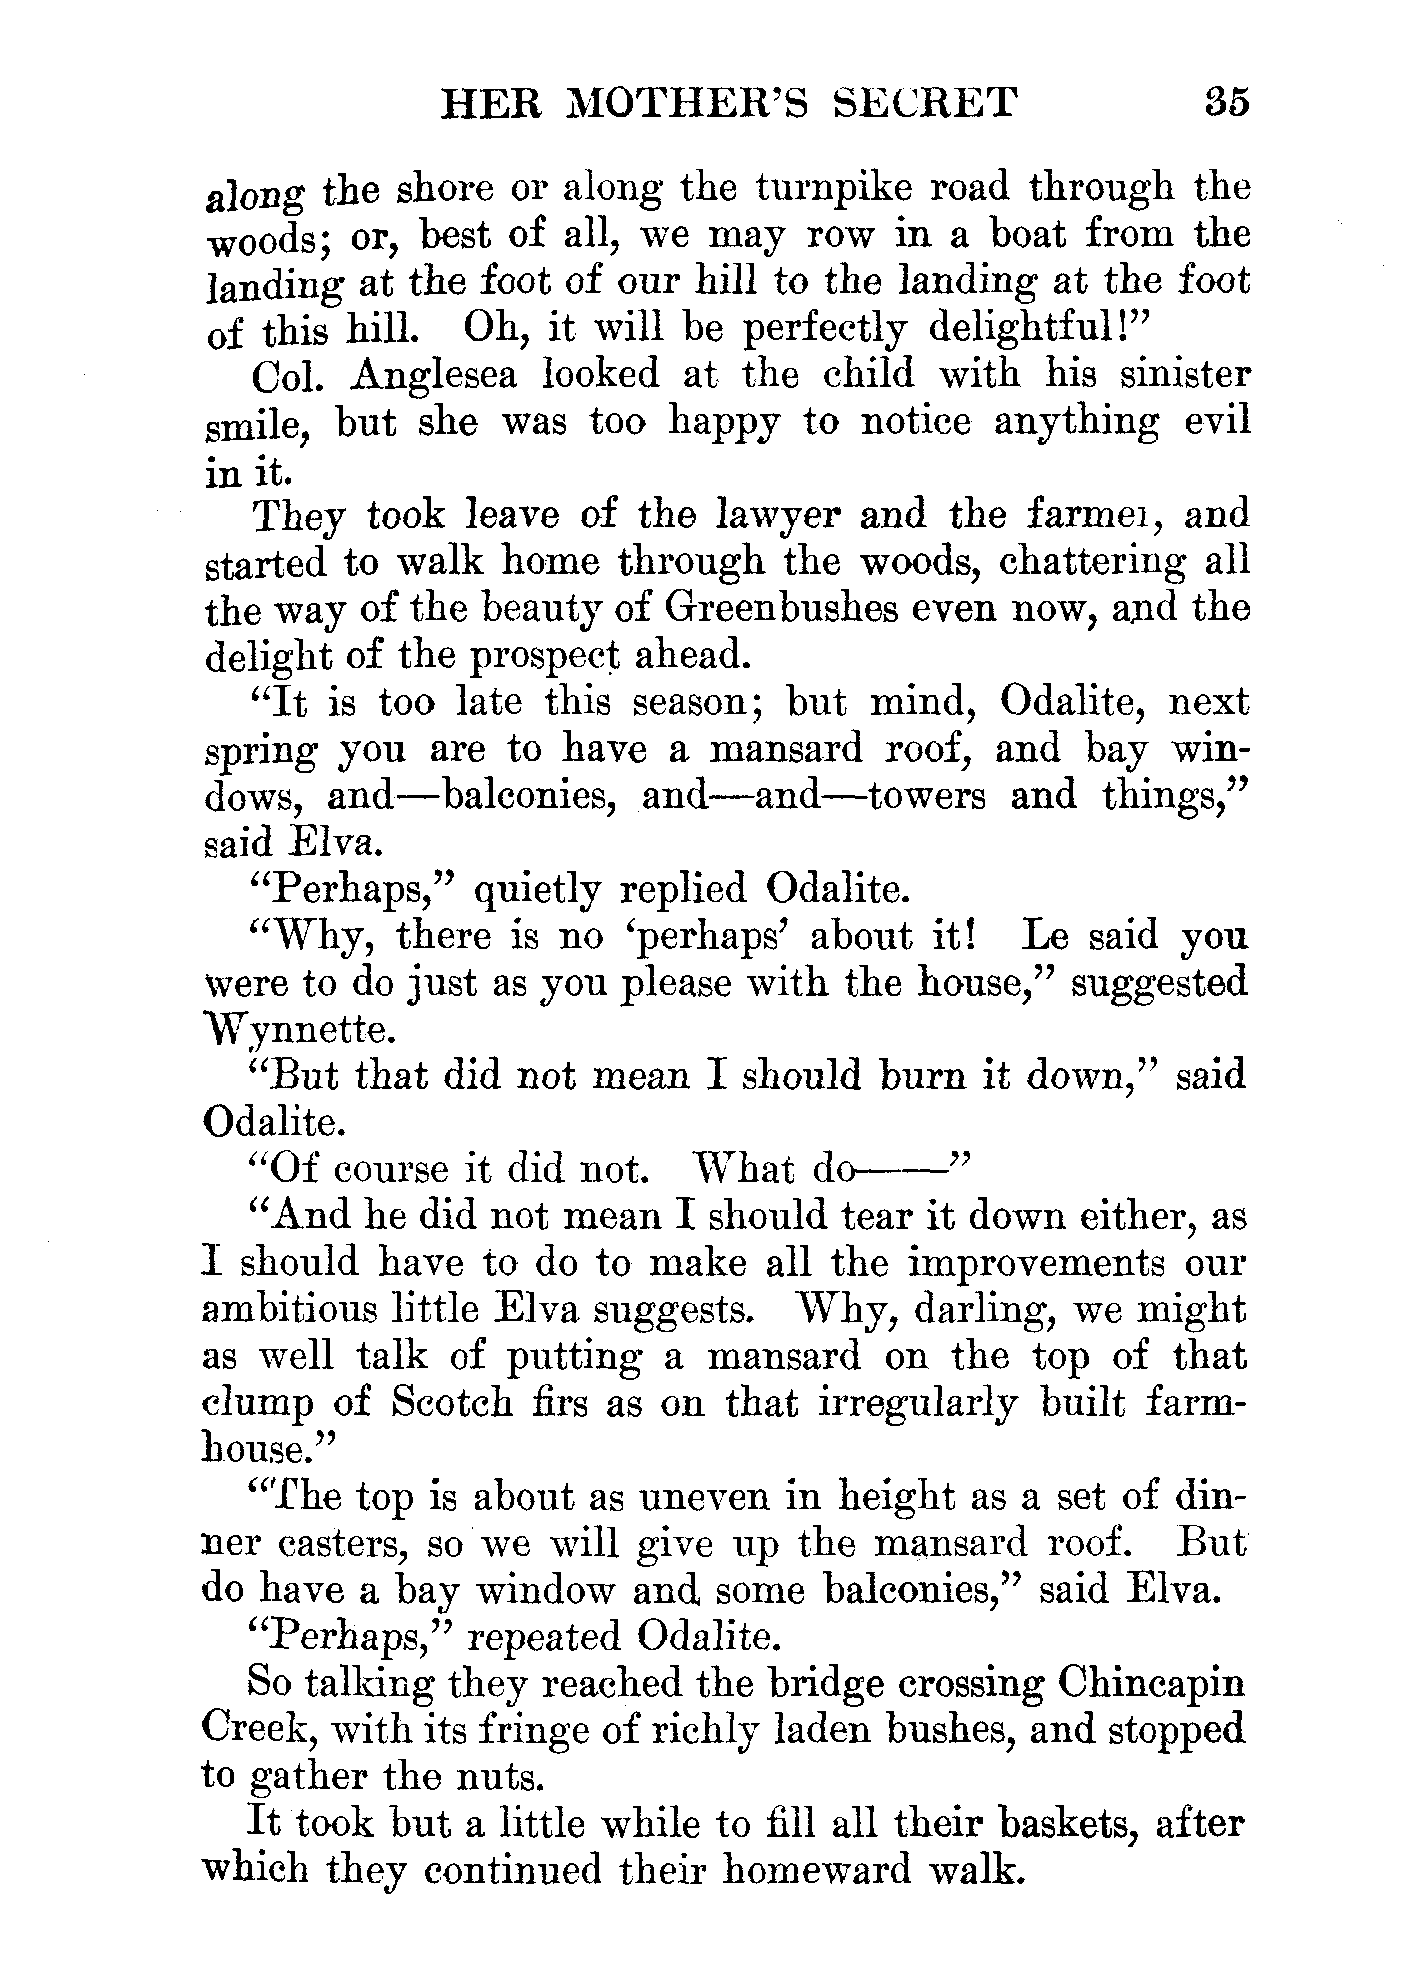 HER MOTHER'S SECRET 35
along the shore or along the turnpike road through the
woods; or, best of all, we may row in a boat from the
landing at the foot of our hill to the landing at the foot
of this hill. Oh, it will be perfectly delightful!"
Col. Anglesea looked at the child with his sinister
smile, but she was too happy to notice anything evil
in it.
They took leave of the lawyer and the farmer, and
started to walk home through the woods, chattering all
the way of the beauty of Greenbushes even now, and the
delight of the prospect ahead.
"It is too late this season; but mind, Odalite, next
spring you are to have a mansard roof, and bay win-
dows, and—balconies, and—and—towers and things,"
said Elva.
"Perhaps," quietly replied Odalite.
"Why, there is no 'perhaps' about it! Le said you
were to do just as you please with the house," suggested
Wynnette.
"But that did not mean I should burn it down," said
Odalite.
"Of course it did not. What do——"
"And he did not mean I should tear it down either, as
I should have to do to make all the improvements our
ambitious little Elva suggests. Why, darling, we might
as well talk of putting a mansard on the top of that
clump of Scotch firs as on that irregularly built farm-
house."
"The top is about as uneven in height as a set of din-
ner casters, so we will give up the mansard roof. But
do have a bay window and some balconies," said Elva.
"Perhaps," repeated Odalite.
So talking they reached the bridge crossing Chincapin
Creek, with its fringe of richly laden bushes, and stopped
to gather the nuts.
It took but a little while to fill all their baskets, after
which they continued their homeward walk.